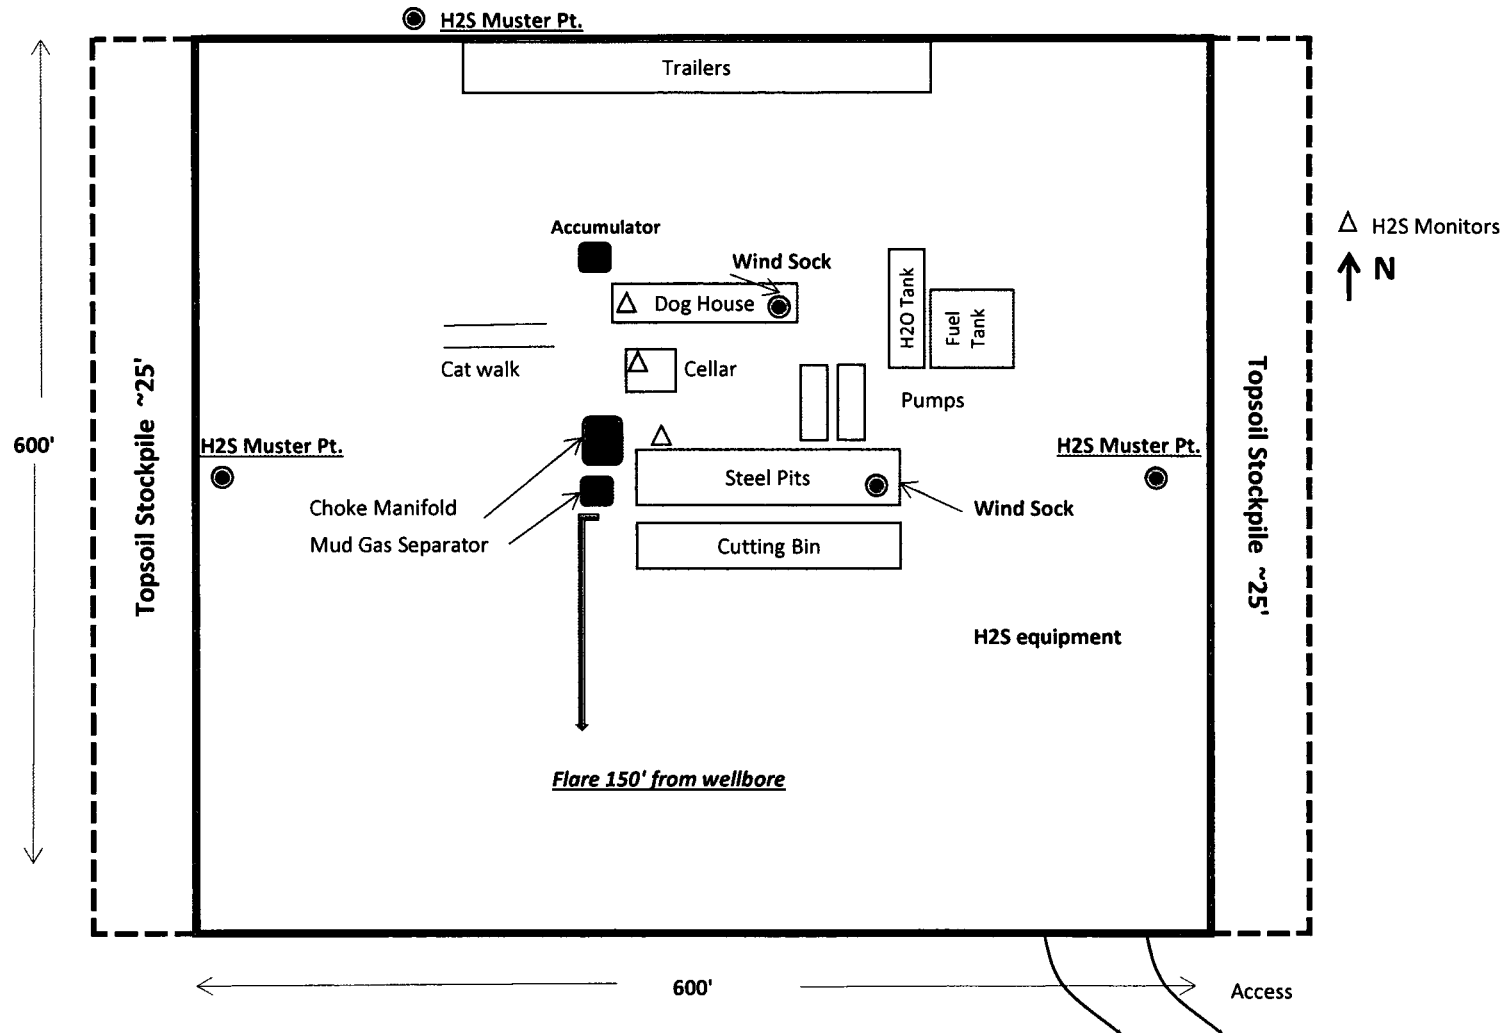 H2S Muster Pt.
Trailers
H2S Monitors
N
Accumulator
Wind Sock
Dog House
H2O Tank
Fuel
Tank
Cat walk
Cellar
Pumps
600'
Topsoil Stockpile ~25'
H2S Muster Pt.
H2S Muster Pt.
Topsoil Stockpile ~25'
Steel Pits
Choke Manifold
Wind Sock
Mud Gas Separator
Cutting Bin
H2S equipment
Flare 150' from wellbore
600'
Access